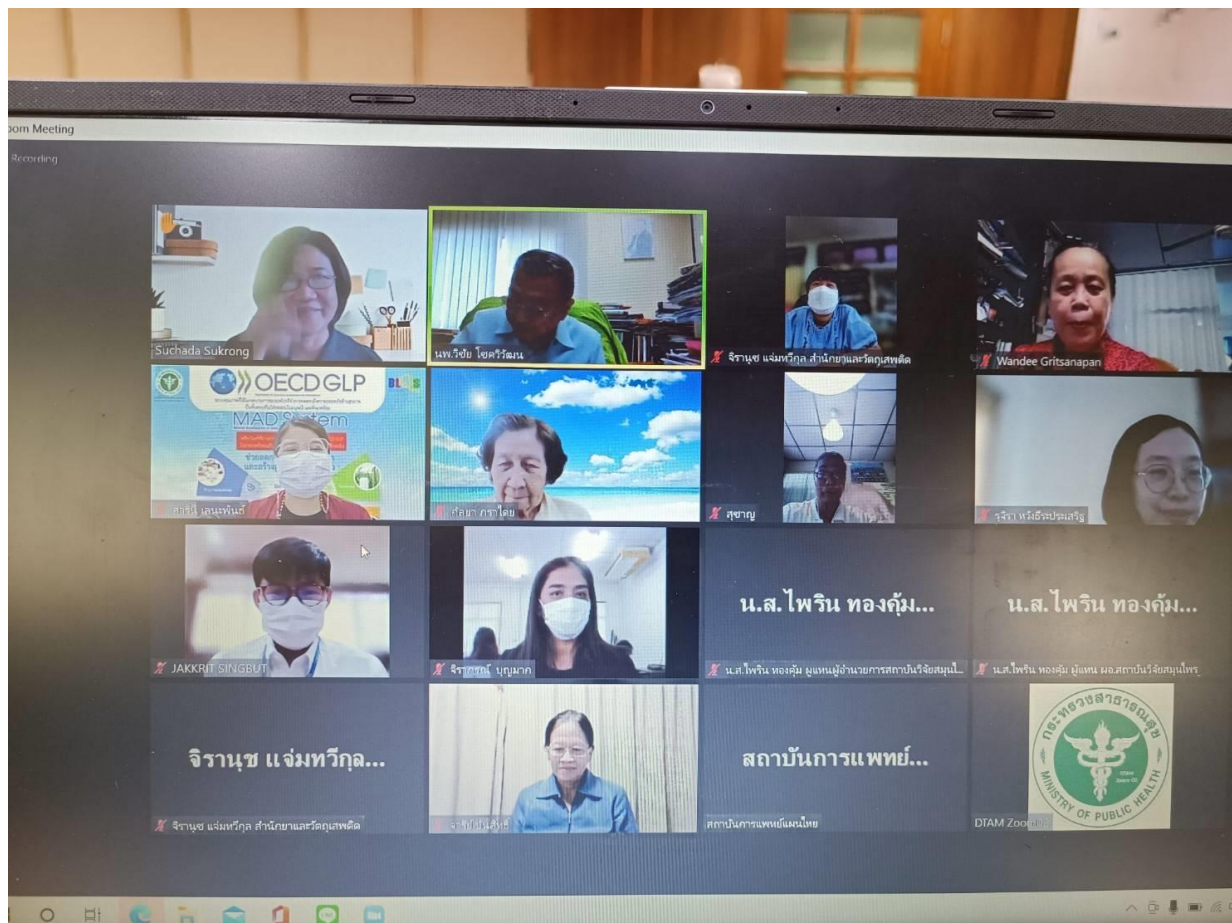 oom Meeting
Recording
Suchada Sukrong
นพ.วิชัย โชควิวัฒน
จิรานุช แจ่มทวีกุล สำนักยาและวัตถุเสพติด
Wandee Gritsanapan
OECD GLP
MAD System
กัลยา ภราไดย
สุชาญ
รุจิรา หวังธีระประเสริฐ
JAKKRIT SINGBUT
จิราภรณ์ บุญมาก
น.ส.ไพริน ทองคุ้ม...
น.ส.ไพริน ทองคุ้ม ผู้แทนผู้อำนวยการสถาบันวิจัยสมุนไ...
น.ส.ไพริน ทองคุ้ม...
น.ส.ไพริน ทองคุ้ม ผู้แทน ผอ.สถาบันวิจัยสมุนไพร
จิรานุช แจ่มทวีกุล...
จิรานุช แจ่มทวีกุล สำนักยาและวัตถุเสพติด
สถาบันการแพทย์...
สถาบันการแพทย์แผนไทย
กระทรวงสาธารณสุข
MINISTRY OF PUBLIC HEALTH
DTAM